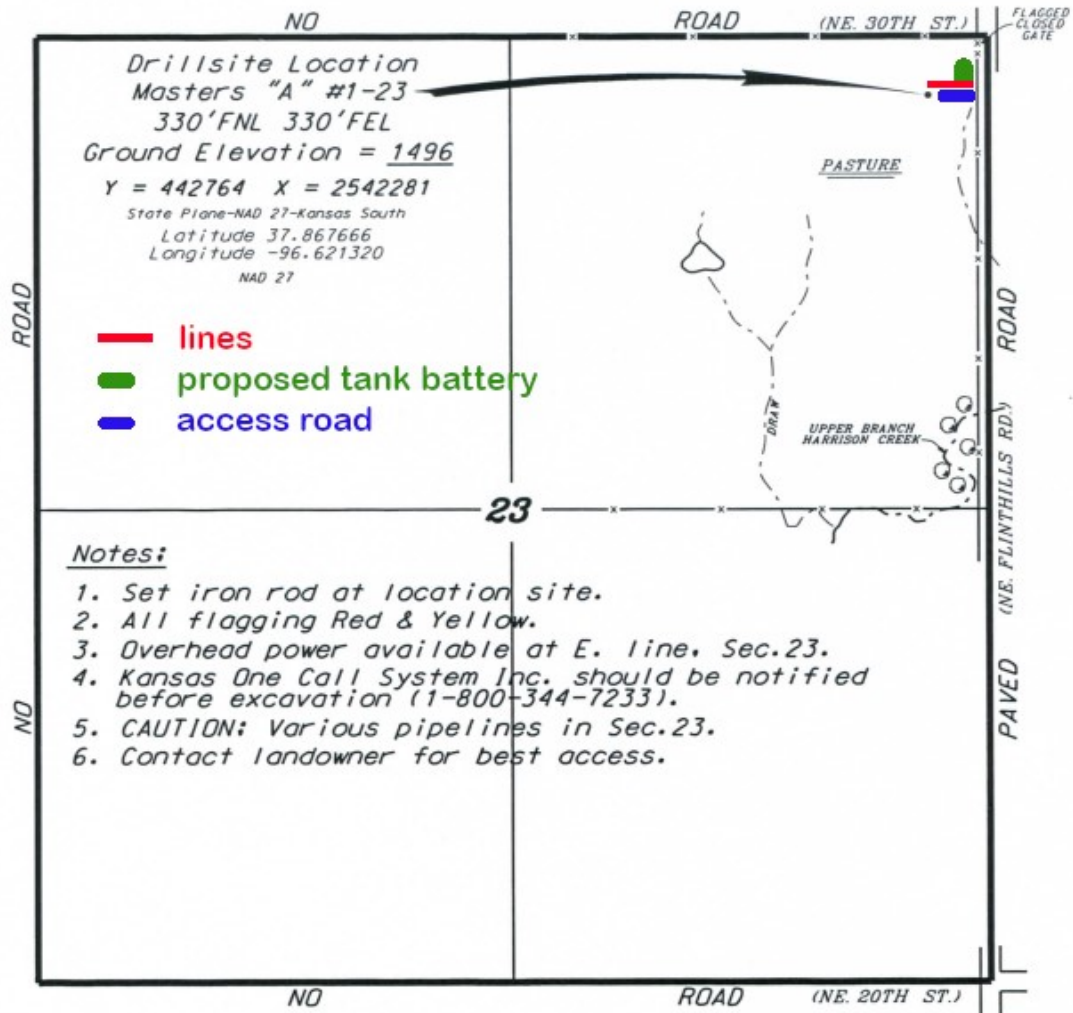 NO ROAD (NE. 30TH ST.)
FLAGGED
CLOSED
GATE
Drillsite Location
Masters "A" #1-23
330'FNL 330'FEL
Ground Elevation = 1496
Y = 442764 X = 2542281
State Plane-NAD 27-Kansas South
Latitude 37.867666
Longitude -96.621320
NAD 27
PASTURE
ROAD
ROAD
lines
proposed tank battery
access road
DRAW
UPPER BRANCH
HARRISON CREEK
(NE. FLINTHILLS RD.)
23
Notes:
1. Set iron rod at location site.
2. All flagging Red & Yellow.
3. Overhead power available at E. line, Sec.23.
4. Kansas One Call System Inc. should be notified
before excavation (1-800-344-7233).
5. CAUTION: Various pipelines in Sec.23.
6. Contact landowner for best access.
NO
PAVED
NO ROAD (NE. 20TH ST.)